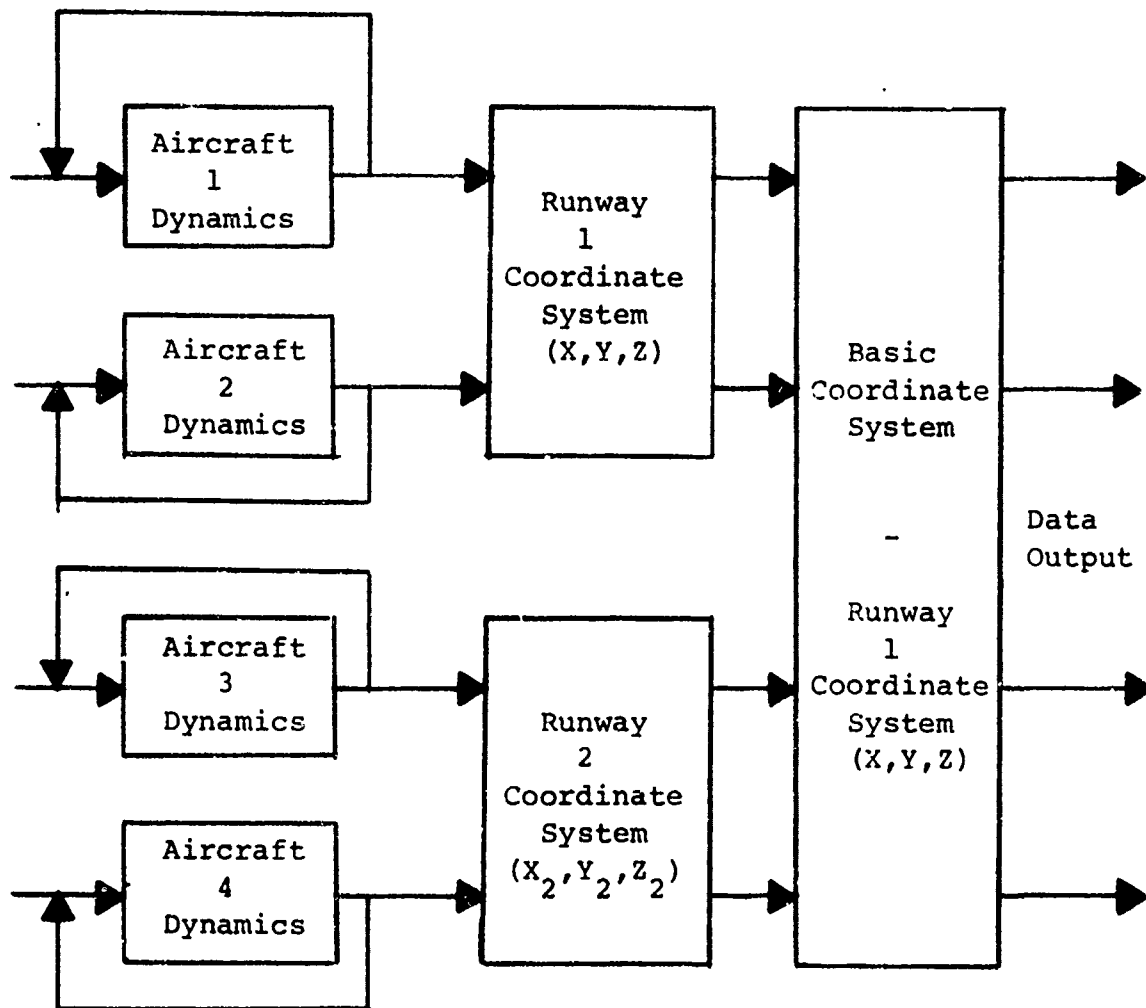 Aircraft
1
Dynamics
Aircraft
2
Dynamics
Aircraft
3
Dynamics
Aircraft
4
Dynamics
Runway
1
Coordinate
System
(X,Y,Z)
Runway
2
Coordinate
System
(X₂,Y₂,Z₂)
Basic
Coordinate
System
-
Runway
1
Coordinate
System
(X,Y,Z)
Data
Output